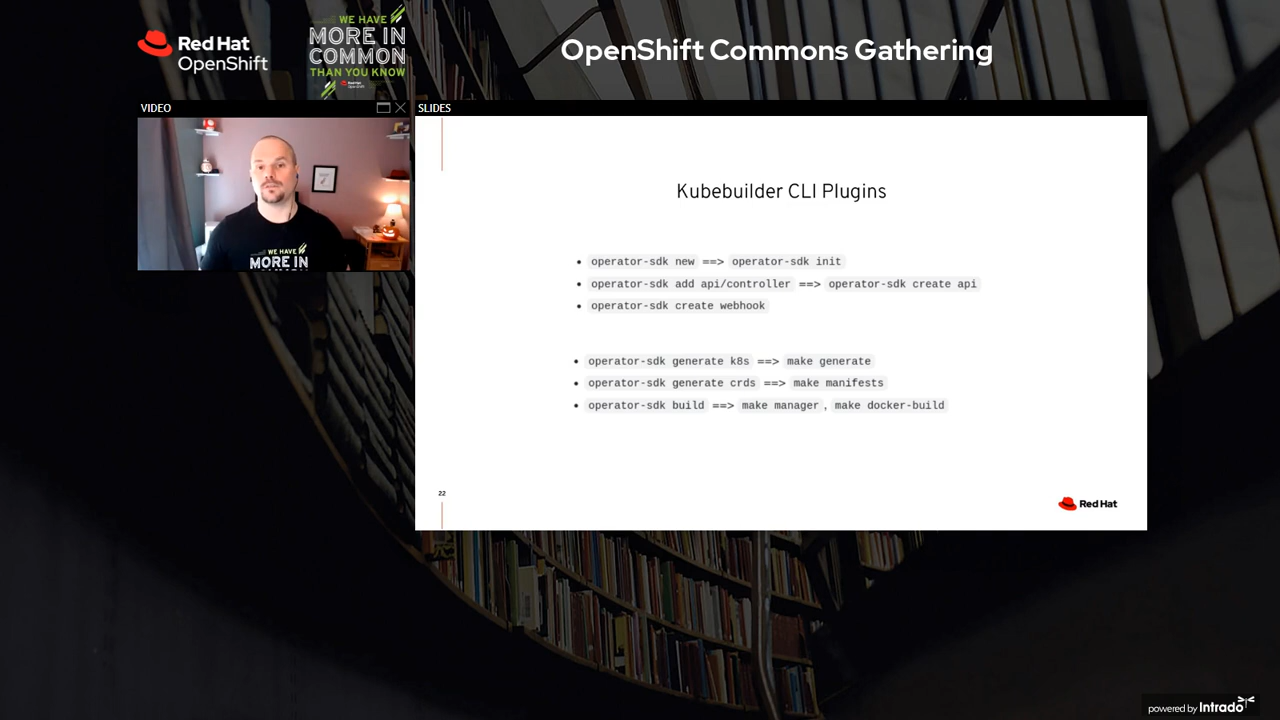 Red Hat
OpenShift
WE HAVE
MORE IN
COMMON
THAN YOU KNOW
OpenShift Commons Gathering
VIDEO
SLIDES
WE HAVE
MORE IN
Kubebuilder CLI Plugins
• operator-sdk new ==> operator-sdk init
• operator-sdk add api/controller ==> operator-sdk create api
• operator-sdk create webhook
• operator-sdk generate k8s ==> make generate
• operator-sdk generate crds ==> make manifests
• operator-sdk build ==> make manager, make docker-build
22
Red Hat
powered by Intrado